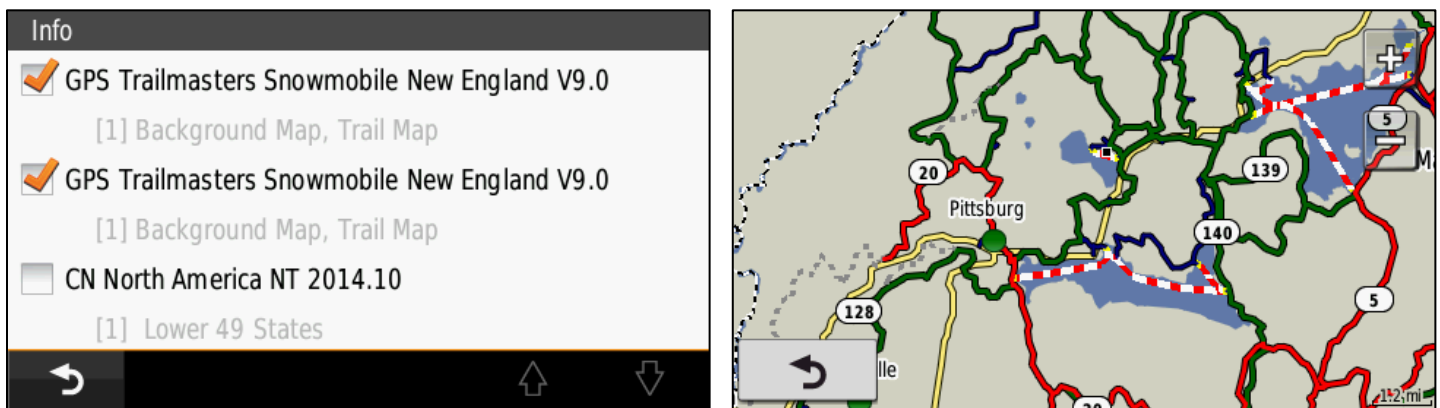 Info
GPS Trailmasters Snowmobile New England V9.0
[1] Background Map, Trail Map
GPS Trailmasters Snowmobile New England V9.0
[1] Background Map, Trail Map
CN North America NT 2014.10
[1] Lower 49 States
5
Ma
20
139
Pittsburg
140
5
128
lle
20
1.2 mi